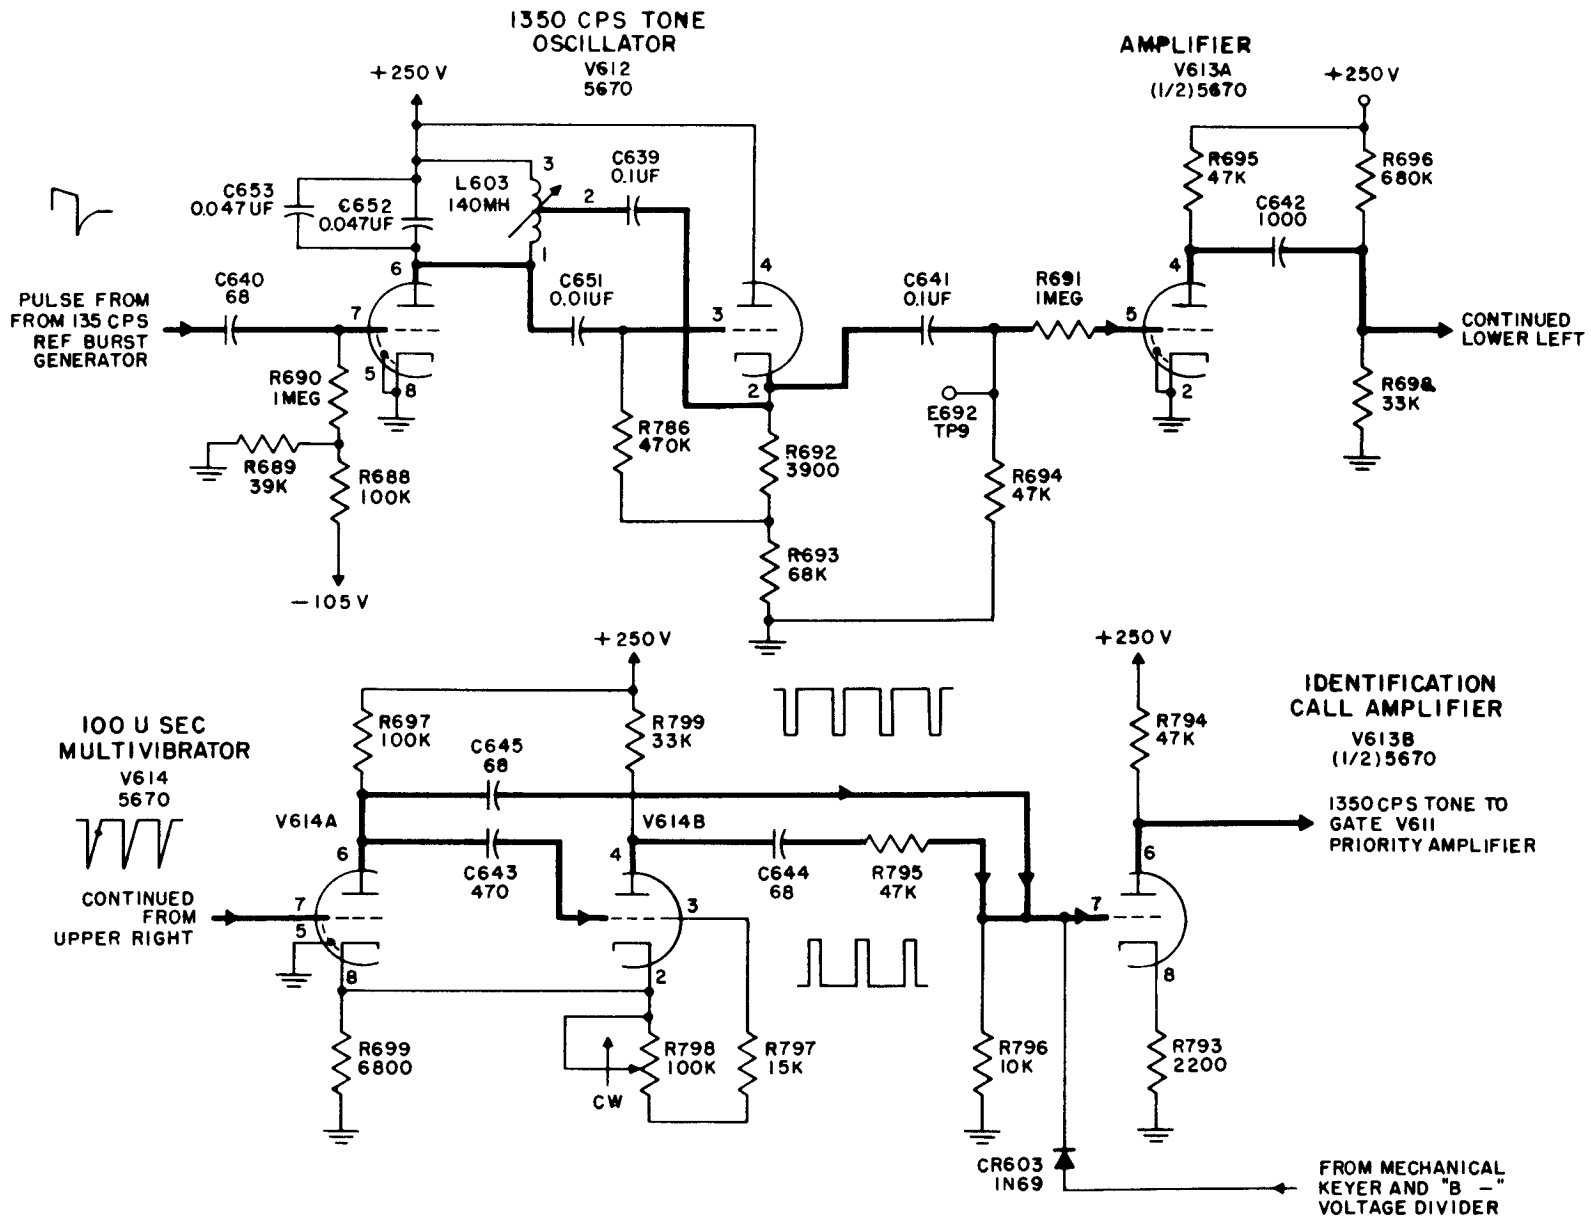 1350 CPS TONE
OSCILLATOR
V612
5670
+250V
AMPLIFIER
V613A
(1/2)5670
+250V
C653
0.047UF
C652
0.047UF
L603
140MH
3
2
1
C639
0.1UF
R695
47K
R696
680K
C642
1000
PULSE FROM
FROM 135 CPS
REF BURST
GENERATOR
C640
68
6
7
5
8
C651
0.01UF
4
3
2
C641
0.1UF
R691
1MEG
4
5
2
CONTINUED
LOWER LEFT
R690
1MEG
R689
39K
R688
100K
-105V
R786
470K
R692
3900
R693
68K
E692
TP9
R694
47K
R698
33K
100 U SEC
MULTIVIBRATOR
V614
5670
+250V
R697
100K
R799
33K
C645
68
V614A
V614B
6
C643
470
4
C644
68
R795
47K
CONTINUED
FROM
UPPER RIGHT
7
5
8
3
2
R699
6800
CW
R798
100K
R797
15K
R796
10K
+250V
R794
47K
IDENTIFICATION
CALL AMPLIFIER
V613B
(1/2)5670
1350 CPS TONE TO
GATE V611
PRIORITY AMPLIFIER
6
7
8
R793
2200
CR603
1N69
FROM MECHANICAL
KEYER AND "B -"
VOLTAGE DIVIDER